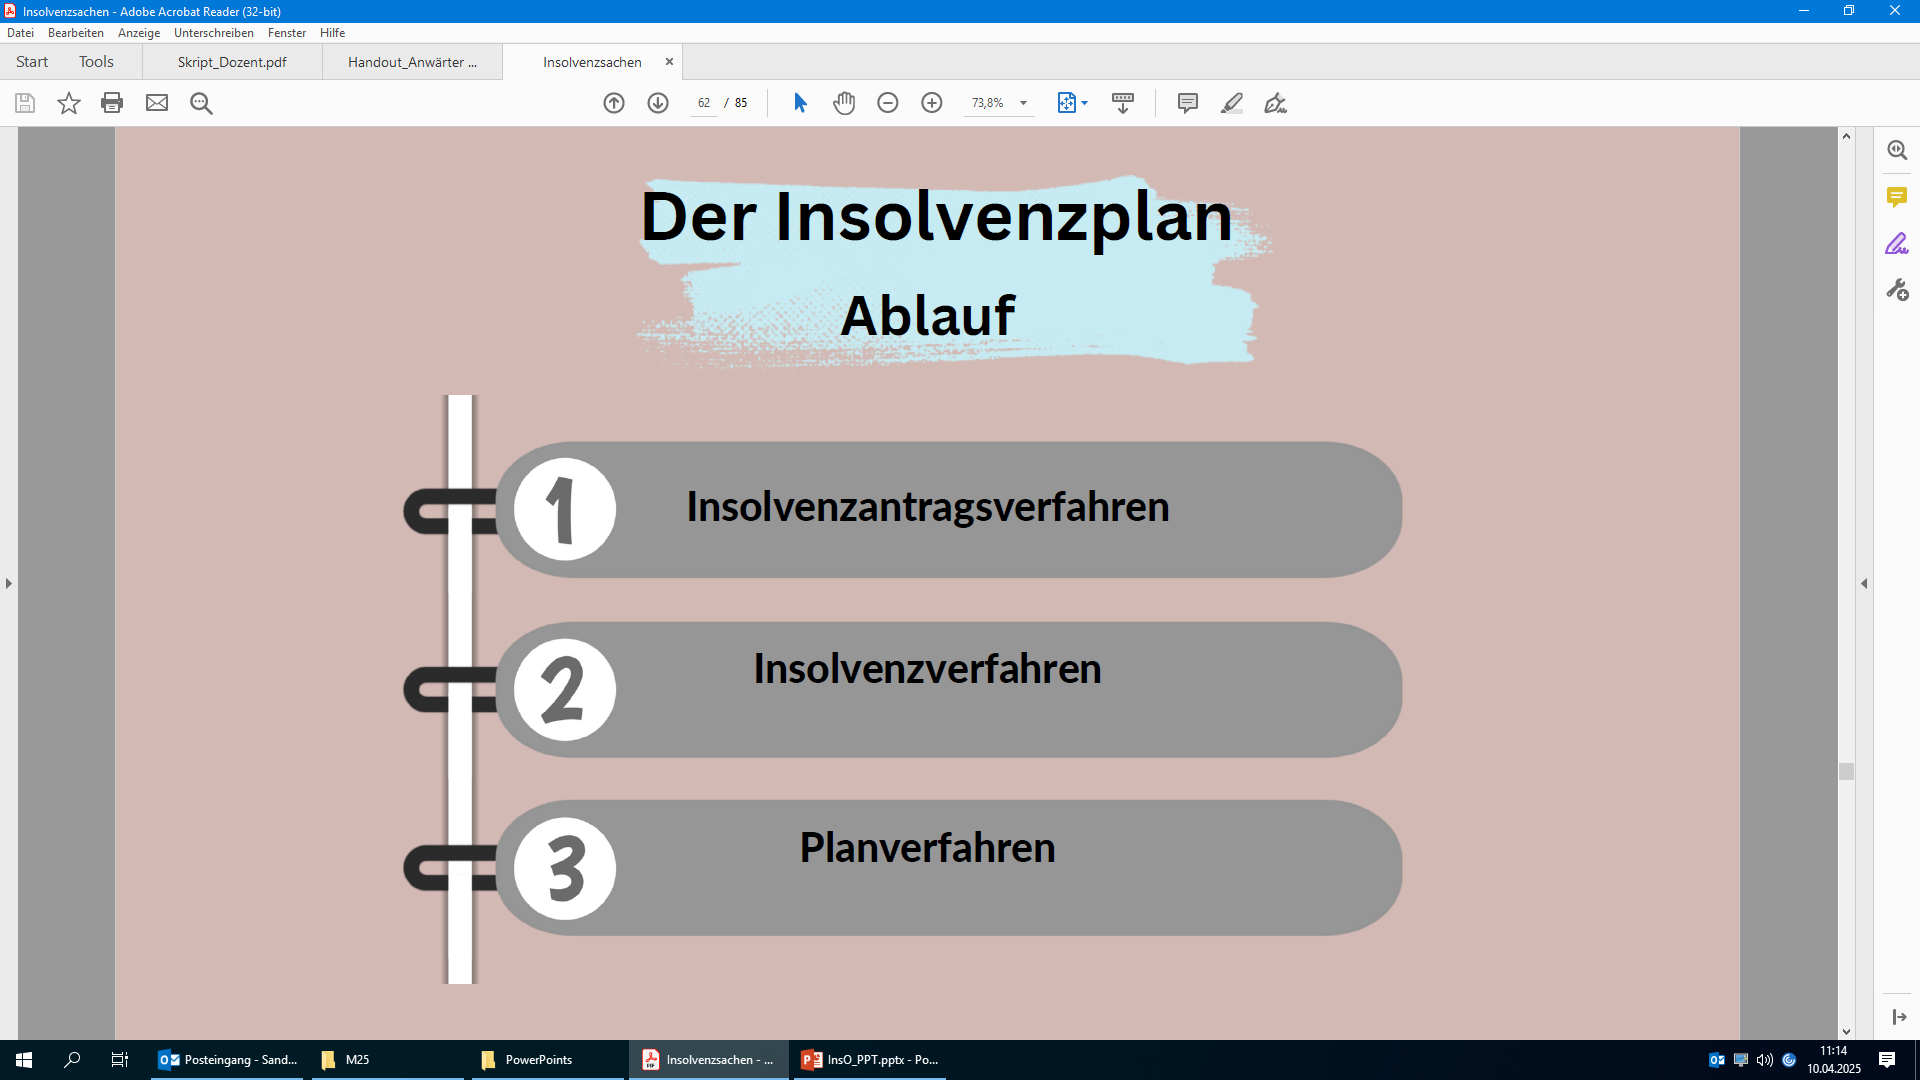 Insolvenzsachen - Adobe Acrobat Reader (32-bit)
Datei Bearbeiten Anzeige Unterschreiben Fenster Hilfe
Start Tools Skript_Dozent.pdf Handout_Anwärter ... Insolvenzsachen
62 / 85 73,8%
Der Insolvenzplan
Ablauf
1 Insolvenzantragsverfahren
2 Insolvenzverfahren
3 Planverfahren
Posteingang - Sand... M25 PowerPoints Insolvenzsachen - ... InsO_PPT.pptx - Po...
11:14
10.04.2025